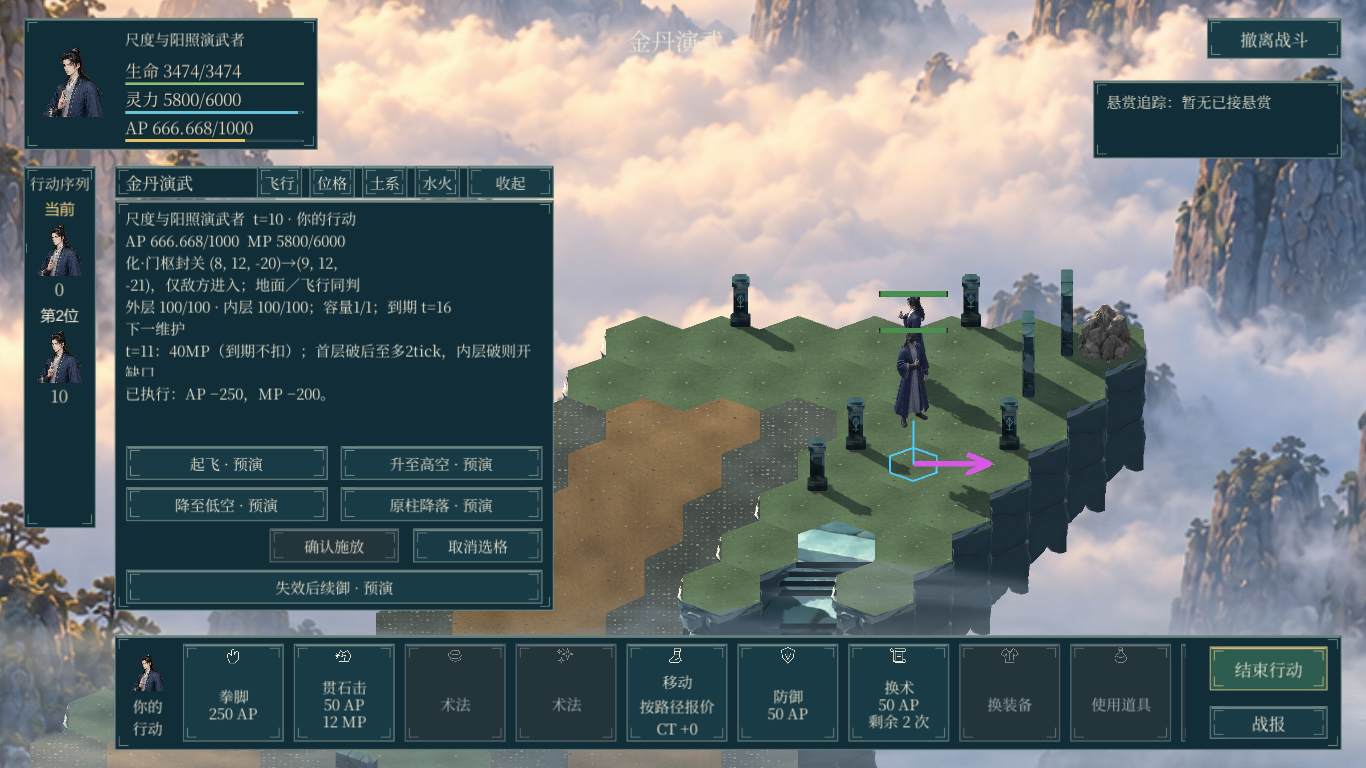 尺度与阳照演武者
生命 3474/3474
灵力 5800/6000
AP 666.668/1000
金丹演武
撤离战斗
悬赏追踪：暂无已接悬赏
行动序列
当前
0
第2位
10
金丹演武
飞行
位格
土系
水火
收起
尺度与阳照演武者 t=10 · 你的行动
AP 666.668/1000 MP 5800/6000
化·门枢封关 (8, 12, -20)→(9, 12,
-21)，仅敌方进入；地面／飞行同判
外层 100/100 · 内层 100/100；容量1/1；到期 t=16
下一维护
t=11：40MP（到期不扣）；首层破后至多2tick，内层破则开
缺口
已执行：AP −250，MP −200。
起飞 · 预演
升至高空 · 预演
降至低空 · 预演
原柱降落 · 预演
确认施放
取消选格
失效后续御 · 预演
你的
行动
拳脚
250 AP
贯石击
50 AP
12 MP
术法
术法
移动
按路径报价
CT +0
防御
50 AP
换术
50 AP
剩余 2 次
换装备
使用道具
结束行动
战报